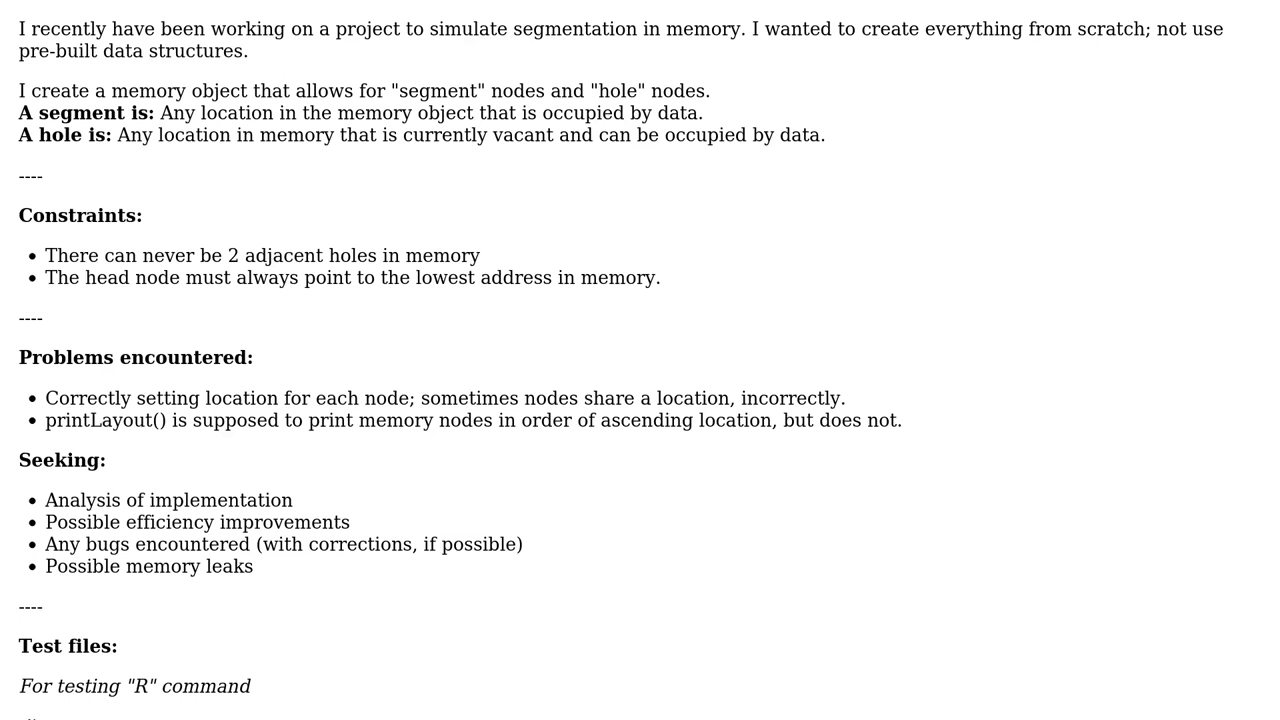 I recently have been working on a project to simulate segmentation in memory. I wanted to create everything from scratch; not use
pre-built data structures.
I create a memory object that allows for "segment" nodes and "hole" nodes.
A segment is: Any location in the memory object that is occupied by data.
A hole is: Any location in memory that is currently vacant and can be occupied by data.
----
Constraints:
• There can never be 2 adjacent holes in memory
• The head node must always point to the lowest address in memory.
----
Problems encountered:
• Correctly setting location for each node; sometimes nodes share a location, incorrectly.
• printLayout() is supposed to print memory nodes in order of ascending location, but does not.
Seeking:
• Analysis of implementation
• Possible efficiency improvements
• Any bugs encountered (with corrections, if possible)
• Possible memory leaks
----
Test files:
For testing "R" command